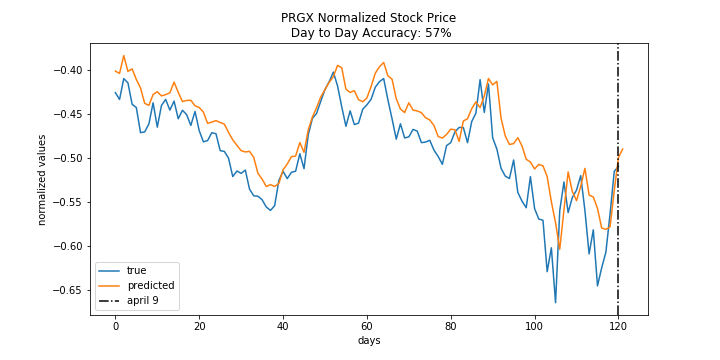 PRGX Normalized Stock Price
Day to Day Accuracy: 57%
normalized values
−0.40
−0.45
−0.50
−0.55
−0.60
−0.65
true
predicted
april 9
0 20 40 60 80 100 120
days